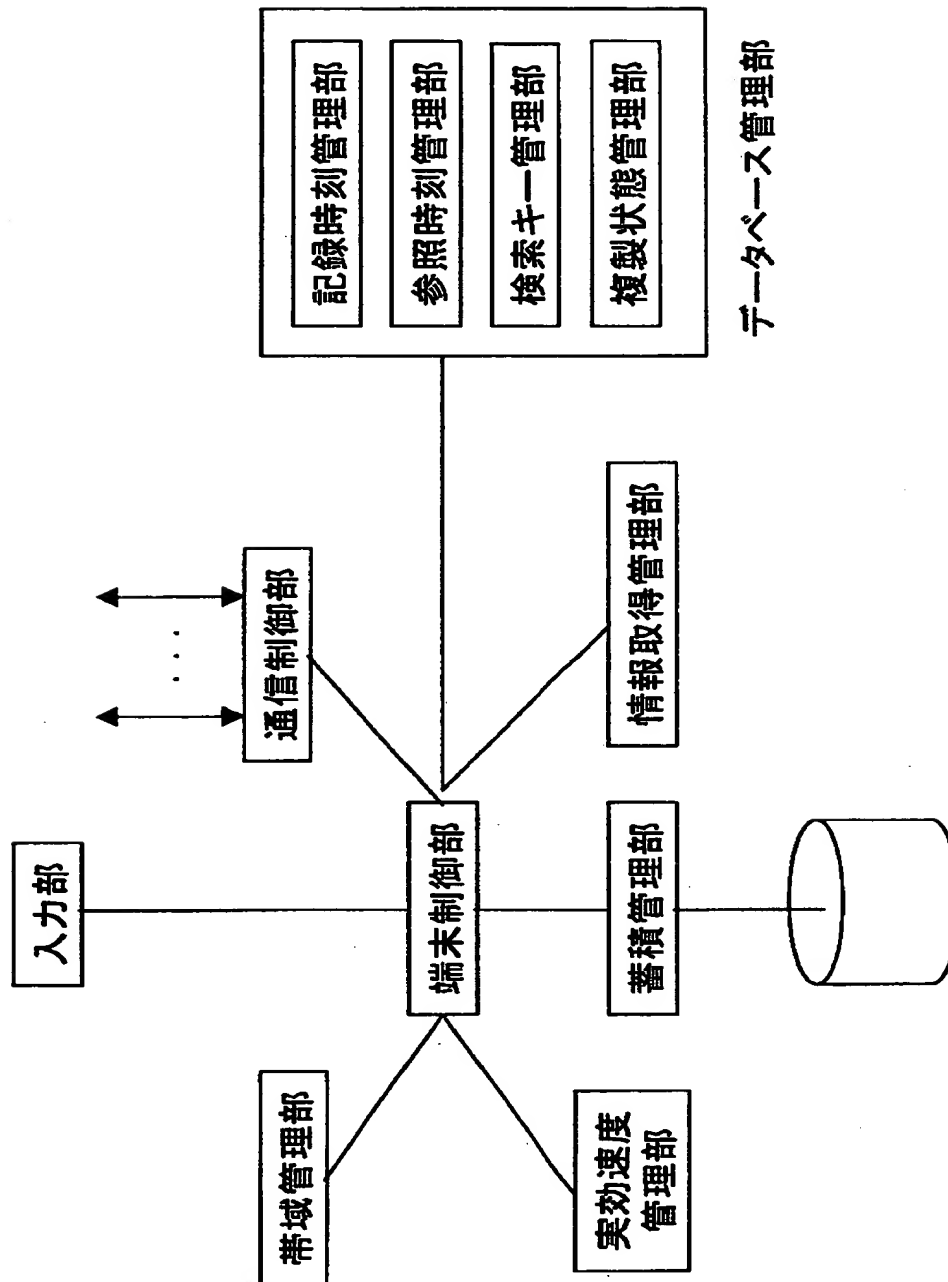 入力部
通信制御部
・・・
帯域管理部
端末制御部
実効速度
管理部
蓄積管理部
情報取得管理部
記録時刻管理部
参照時刻管理部
検索キー管理部
複製状態管理部
データベース管理部